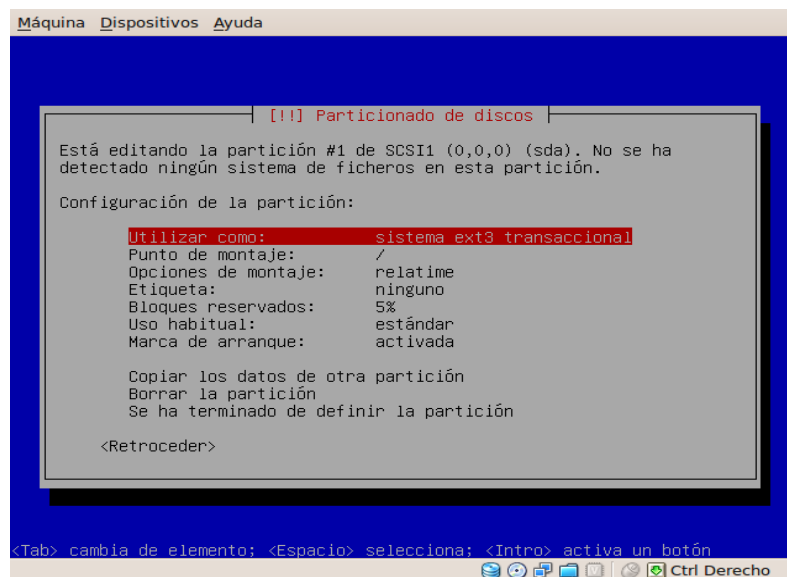 Máquina Dispositivos Ayuda
[!!] Particionado de discos
Está editando la partición #1 de SCSI1 (0,0,0) (sda). No se ha
detectado ningún sistema de ficheros en esta partición.
Configuración de la partición:
Utilizar como: sistema ext3 transaccional
Punto de montaje: /
Opciones de montaje: relatime
Etiqueta: ninguno
Bloques reservados: 5%
Uso habitual: estándar
Marca de arranque: activada
Copiar los datos de otra partición
Borrar la partición
Se ha terminado de definir la partición
<Retroceder>
<Tab> cambia de elemento; <Espacio> selecciona; <Intro> activa un botón
Ctrl Derecho